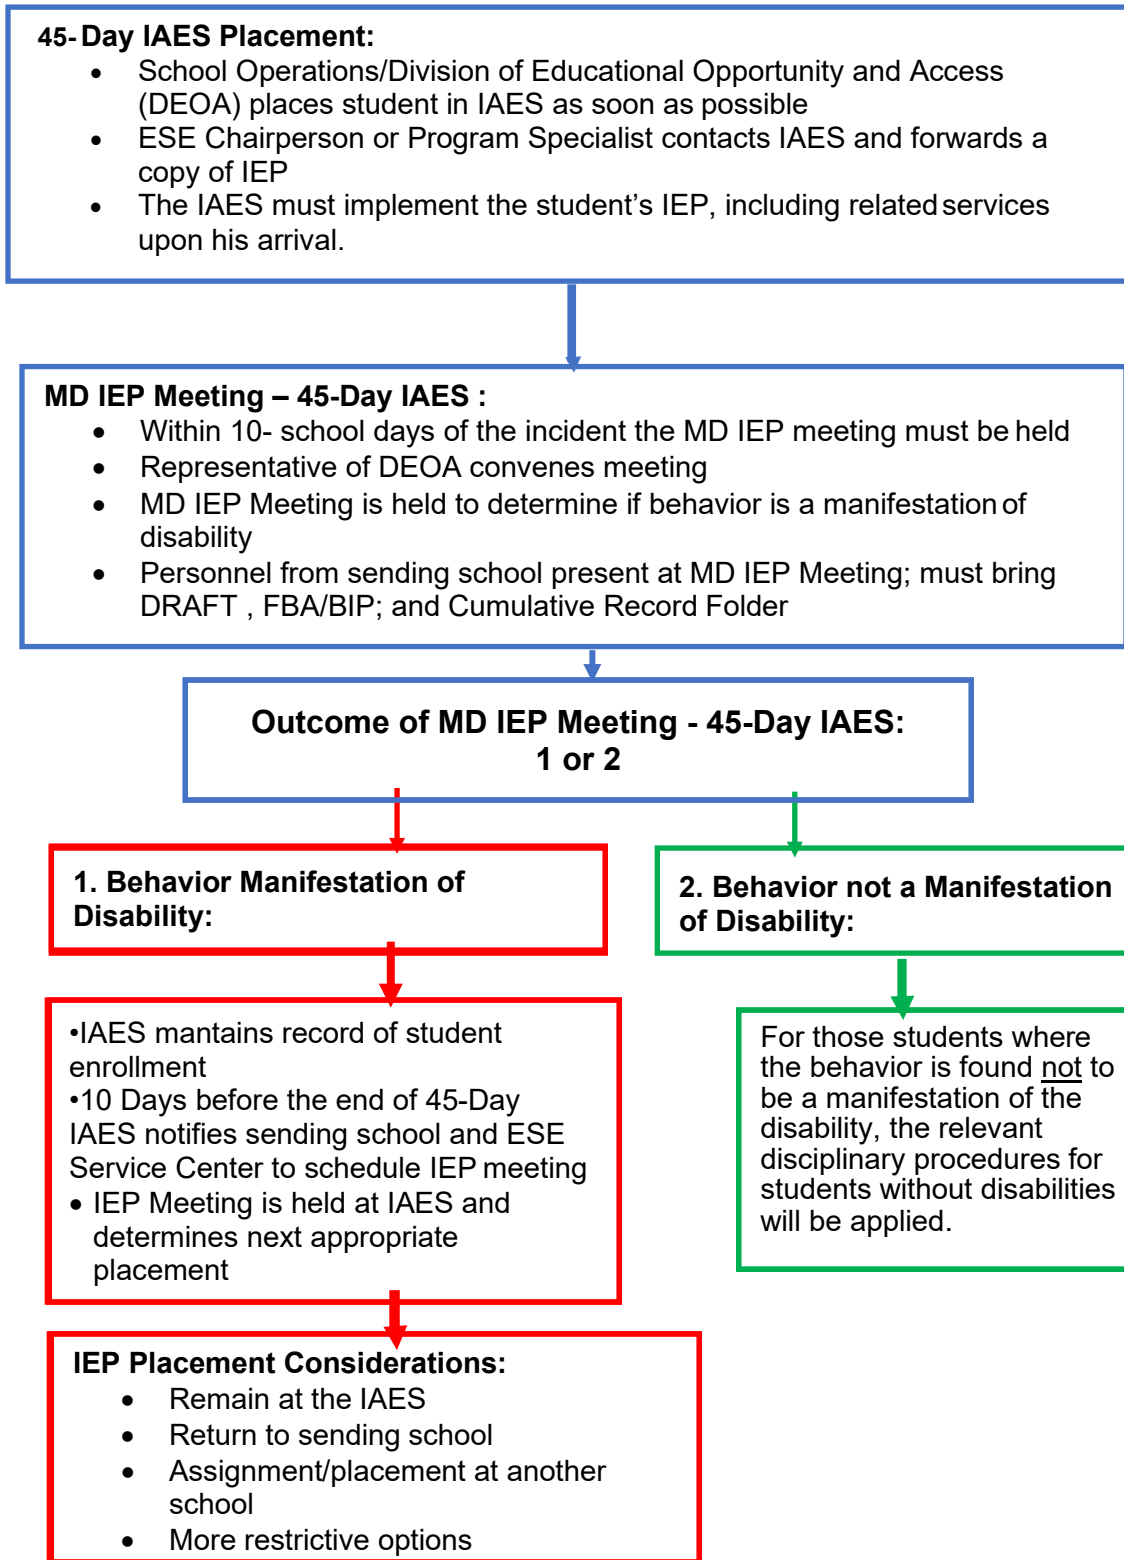 45-Day IAES Placement:
• School Operations/Division of Educational Opportunity and Access
(DEOA) places student in IAES as soon as possible
• ESE Chairperson or Program Specialist contacts IAES and forwards a
copy of IEP
• The IAES must implement the student’s IEP, including related services
upon his arrival.
MD IEP Meeting – 45-Day IAES :
• Within 10- school days of the incident the MD IEP meeting must be held
• Representative of DEOA convenes meeting
• MD IEP Meeting is held to determine if behavior is a manifestation of
disability
• Personnel from sending school present at MD IEP Meeting; must bring
DRAFT , FBA/BIP; and Cumulative Record Folder
Outcome of MD IEP Meeting - 45-Day IAES:
1 or 2
1. Behavior Manifestation of
Disability:
•IAES mantains record of student
enrollment
•10 Days before the end of 45-Day
IAES notifies sending school and ESE
Service Center to schedule IEP meeting
• IEP Meeting is held at IAES and
determines next appropriate
placement
IEP Placement Considerations:
• Remain at the IAES
• Return to sending school
• Assignment/placement at another
school
• More restrictive options
2. Behavior not a Manifestation
of Disability:
For those students where
the behavior is found not to
be a manifestation of the
disability, the relevant
disciplinary procedures for
students without disabilities
will be applied.